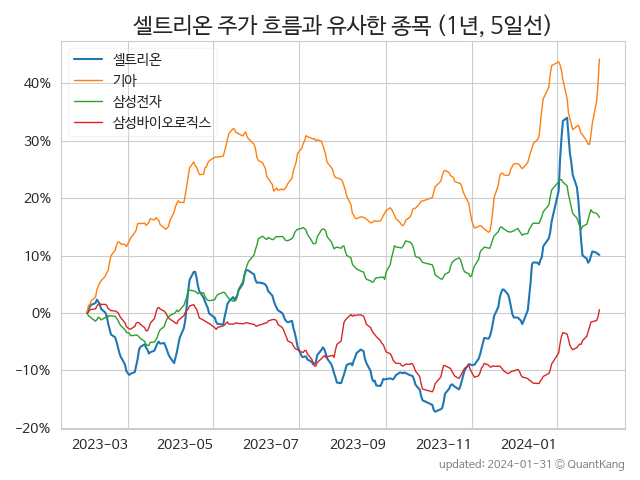 셀트리온 주가 흐름과 유사한 종목 (1년, 5일선)
셀트리온
기아
삼성전자
삼성바이오로직스
40%
30%
20%
10%
0%
−10%
−20%
2023-03
2023-05
2023-07
2023-09
2023-11
2024-01
updated: 2024-01-31 © QuantKang